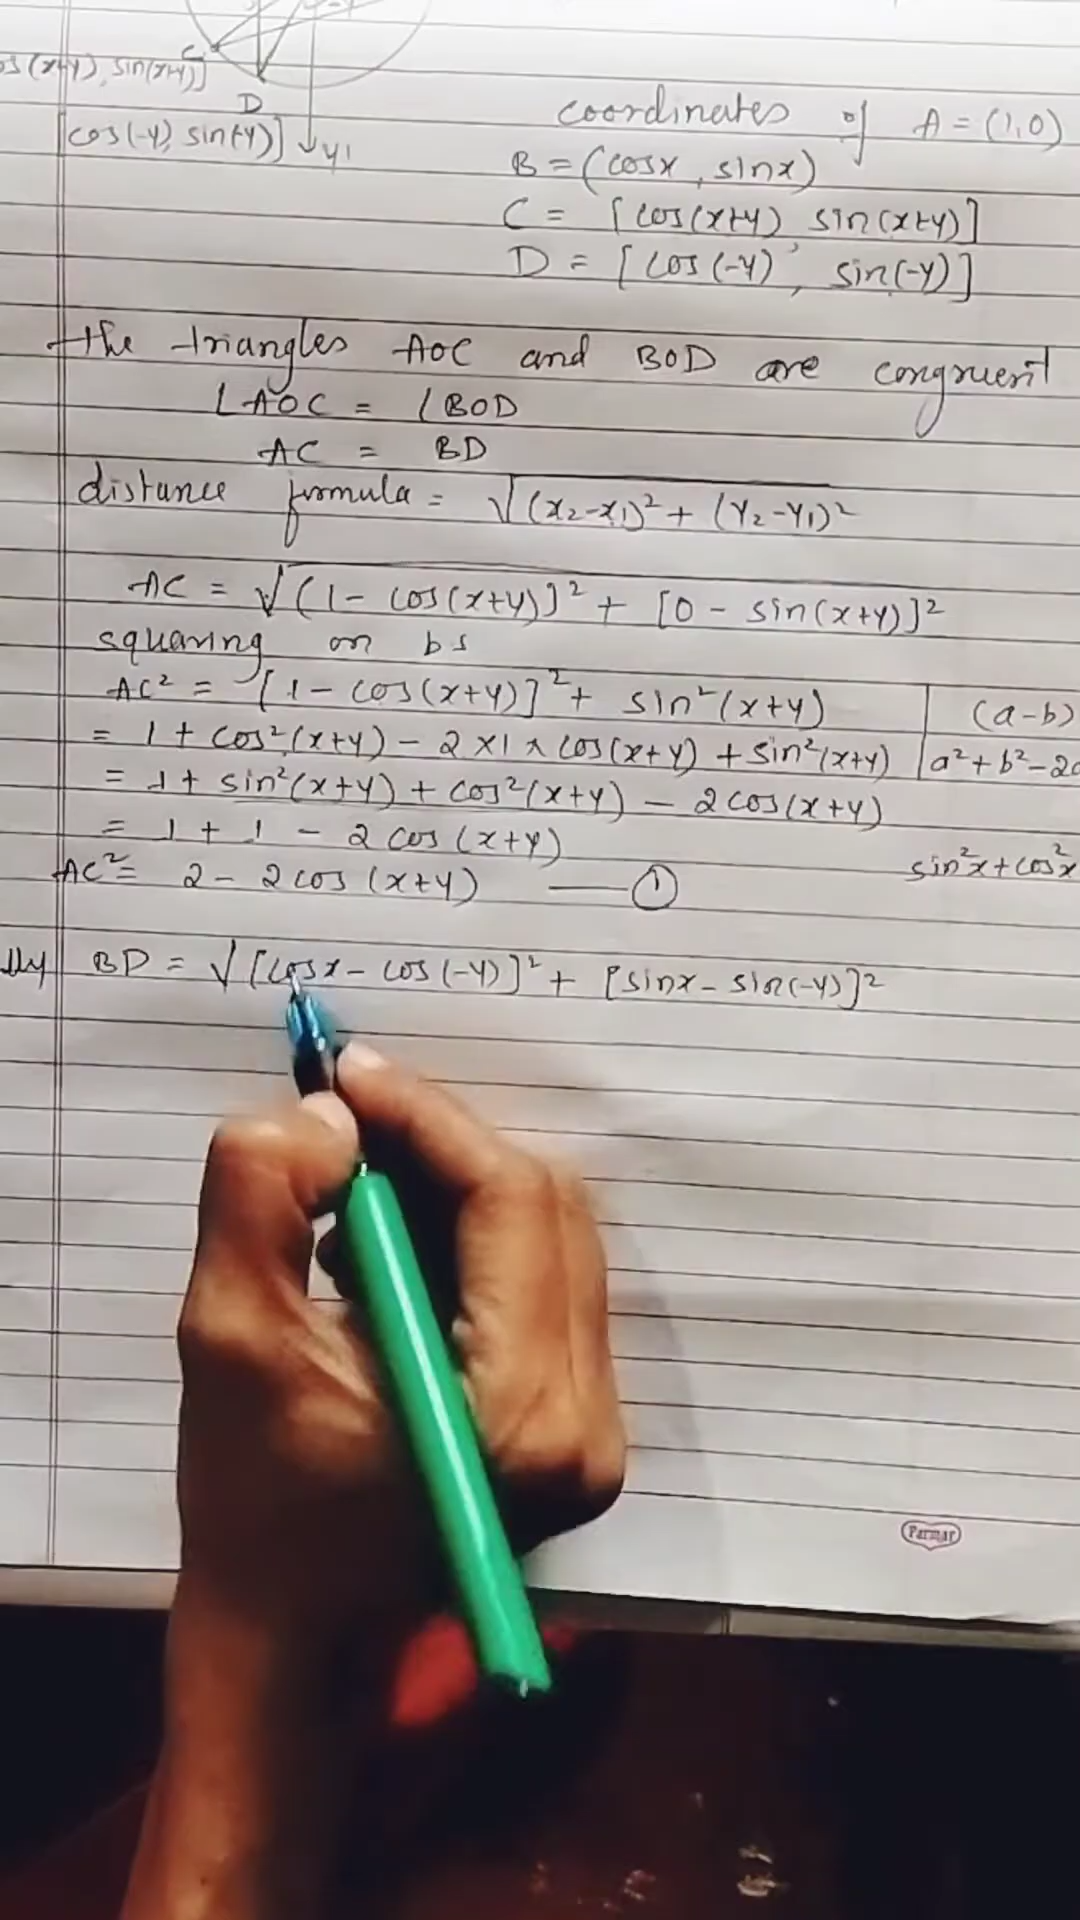 C
os(x+y), sin(x+y)]
D
[cos(-y), sin(-y)] y1
coordinates of A = (1,0)
B = (cosx, sinx)
C = [cos(x+y), sin(x+y)]
D = [cos(-y), sin(-y)]
the triangles AOC and BOD are congruent
∠AOC = ∠BOD
AC = BD
distance formula = √(x₂-x₁)² + (y₂-y₁)²
AC = √(1 - cos(x+y)]² + [0 - sin(x+y)]²
squaring on bs
AC² = [1 - cos(x+y)]² + sin²(x+y)
(a-b)
= 1 + cos²(x+y) - 2×1×cos(x+y) + sin²(x+y)
a² + b² - 2a
= 1 + sin²(x+y) + cos²(x+y) - 2cos(x+y)
= 1 + 1 - 2cos(x+y)
sin²x + cos²x
AC² = 2 - 2cos(x+y) — ①
lly BD = √[cosx - cos(-y)]² + [sinx - sin(-y)]²
Parmar